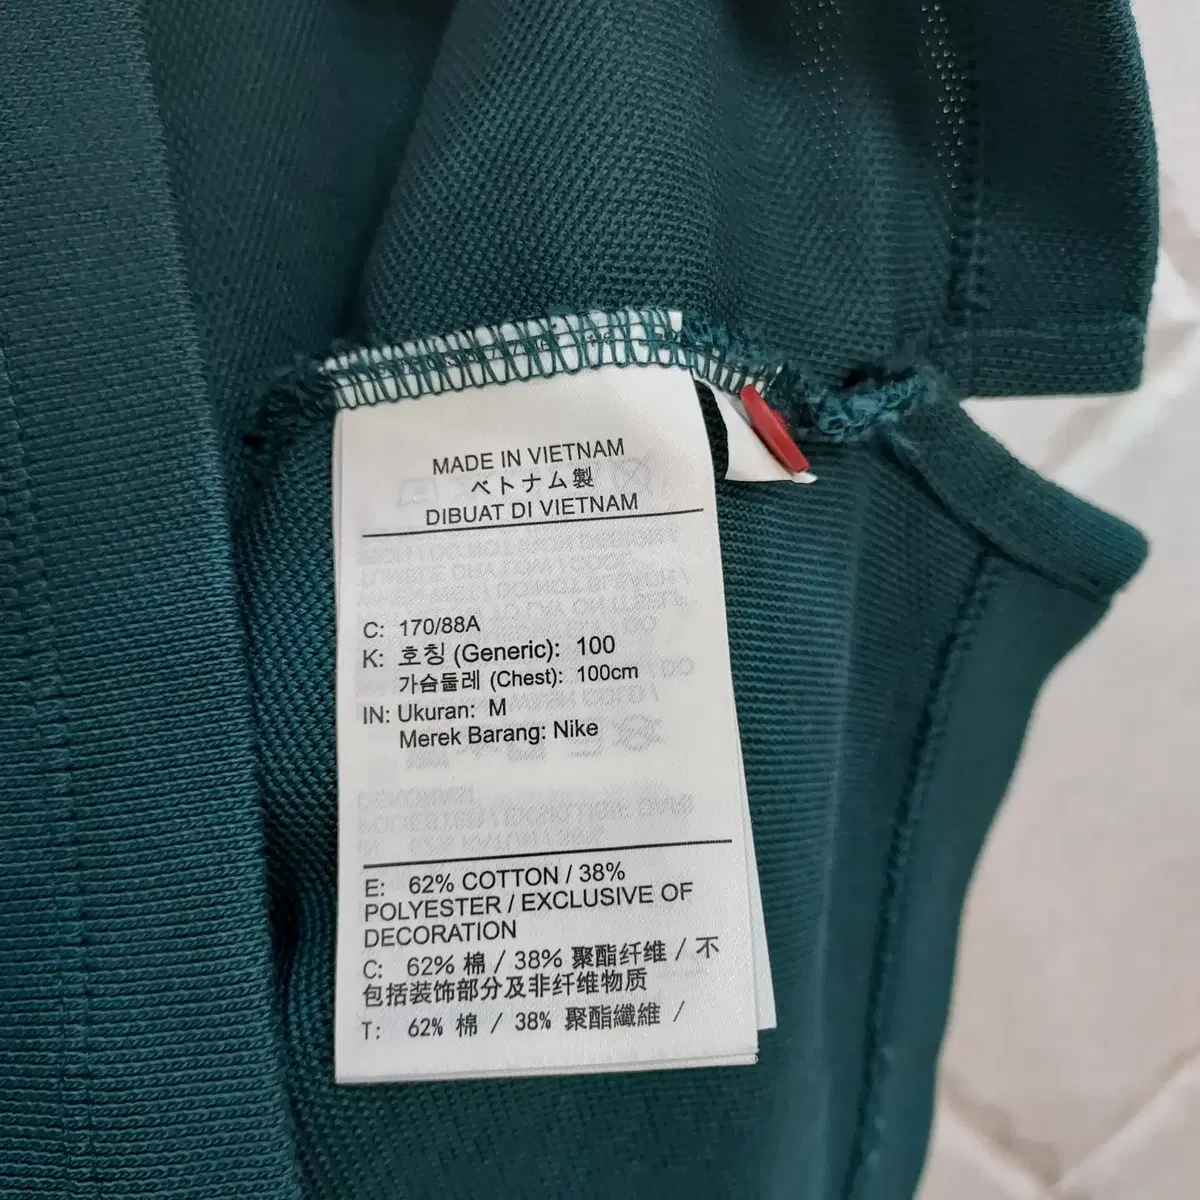 MADE IN VIETNAM
ベトナム製
DIBUAT DI VIETNAM
C: 170/88A
K: 호칭 (Generic): 100
가슴둘레 (Chest): 100cm
IN: Ukuran: M
Merek Barang: Nike
E: 62% COTTON / 38%
POLYESTER / EXCLUSIVE OF
DECORATION
C: 62% 棉 / 38% 聚酯纤维 / 不
包括装饰部分及非纤维物质
T: 62% 棉 / 38% 聚酯纖維 /